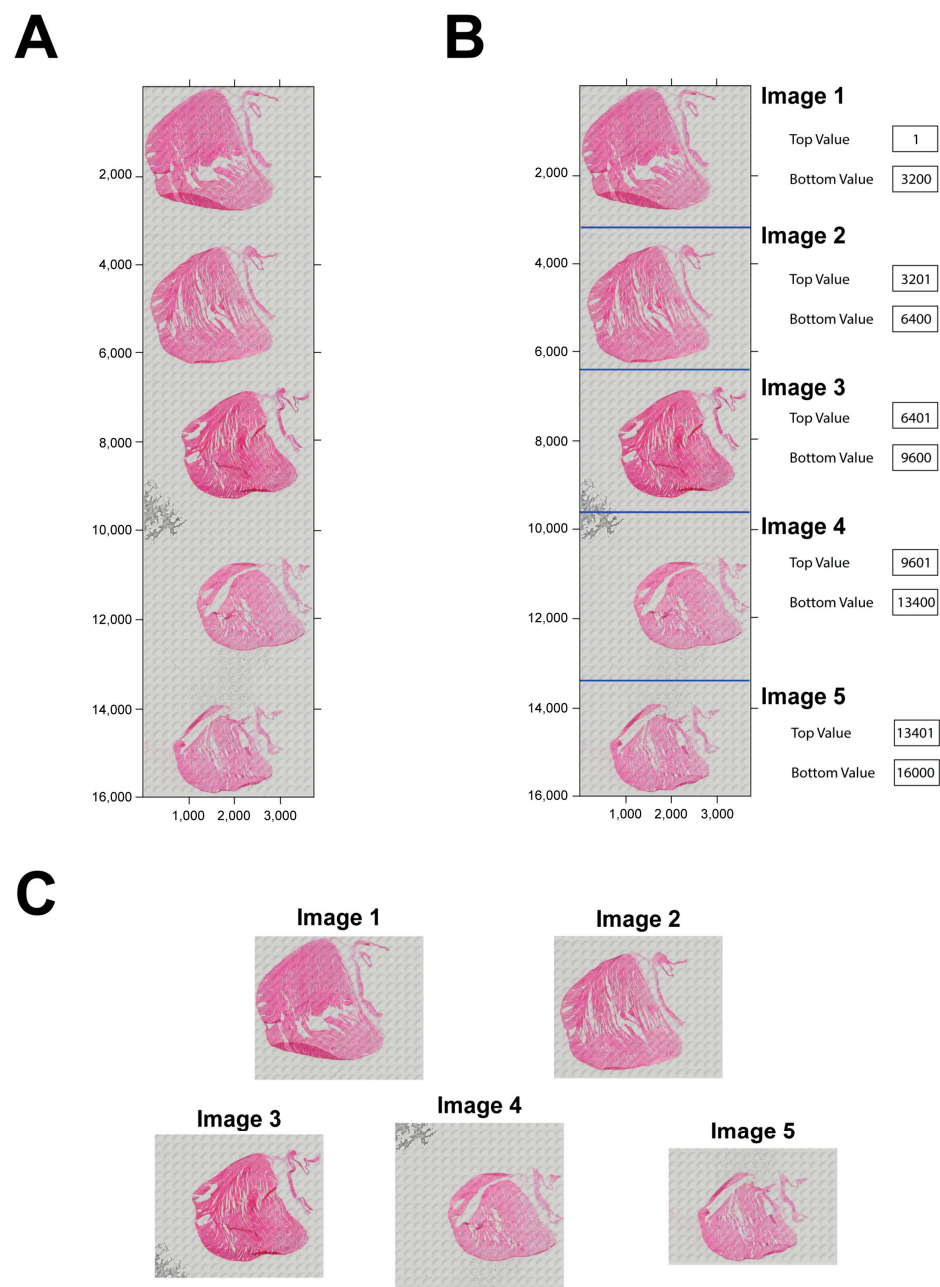 A
2,000
4,000
6,000
8,000
10,000
12,000
14,000
16,000
1,000 2,000 3,000
B
2,000
4,000
6,000
8,000
10,000
12,000
14,000
16,000
1,000 2,000 3,000
Image 1
Top Value 1
Bottom Value 3200
Image 2
Top Value 3201
Bottom Value 6400
Image 3
Top Value 6401
Bottom Value 9600
Image 4
Top Value 9601
Bottom Value 13400
Image 5
Top Value 13401
Bottom Value 16000
C
Image 1
Image 2
Image 3
Image 4
Image 5